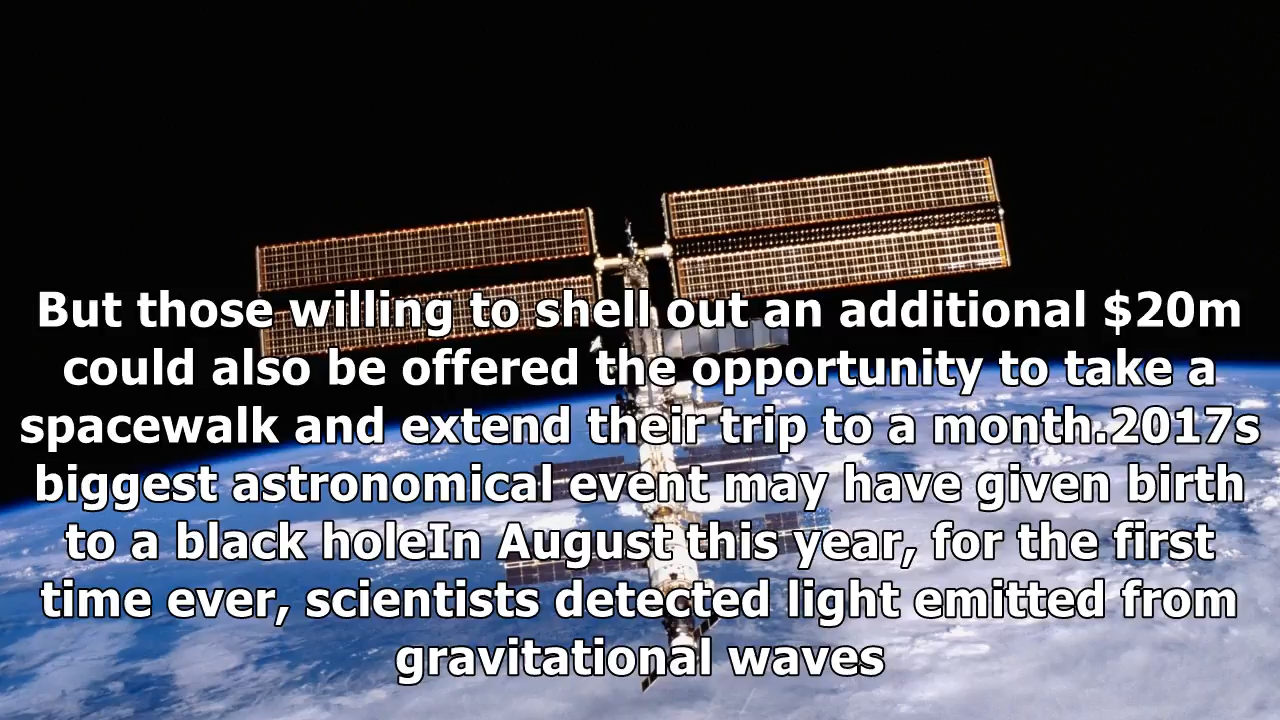 But those willing to shell out an additional $20m
could also be offered the opportunity to take a
spacewalk and extend their trip to a month.2017s
biggest astronomical event may have given birth
to a black holeIn August this year, for the first
time ever, scientists detected light emitted from
gravitational waves